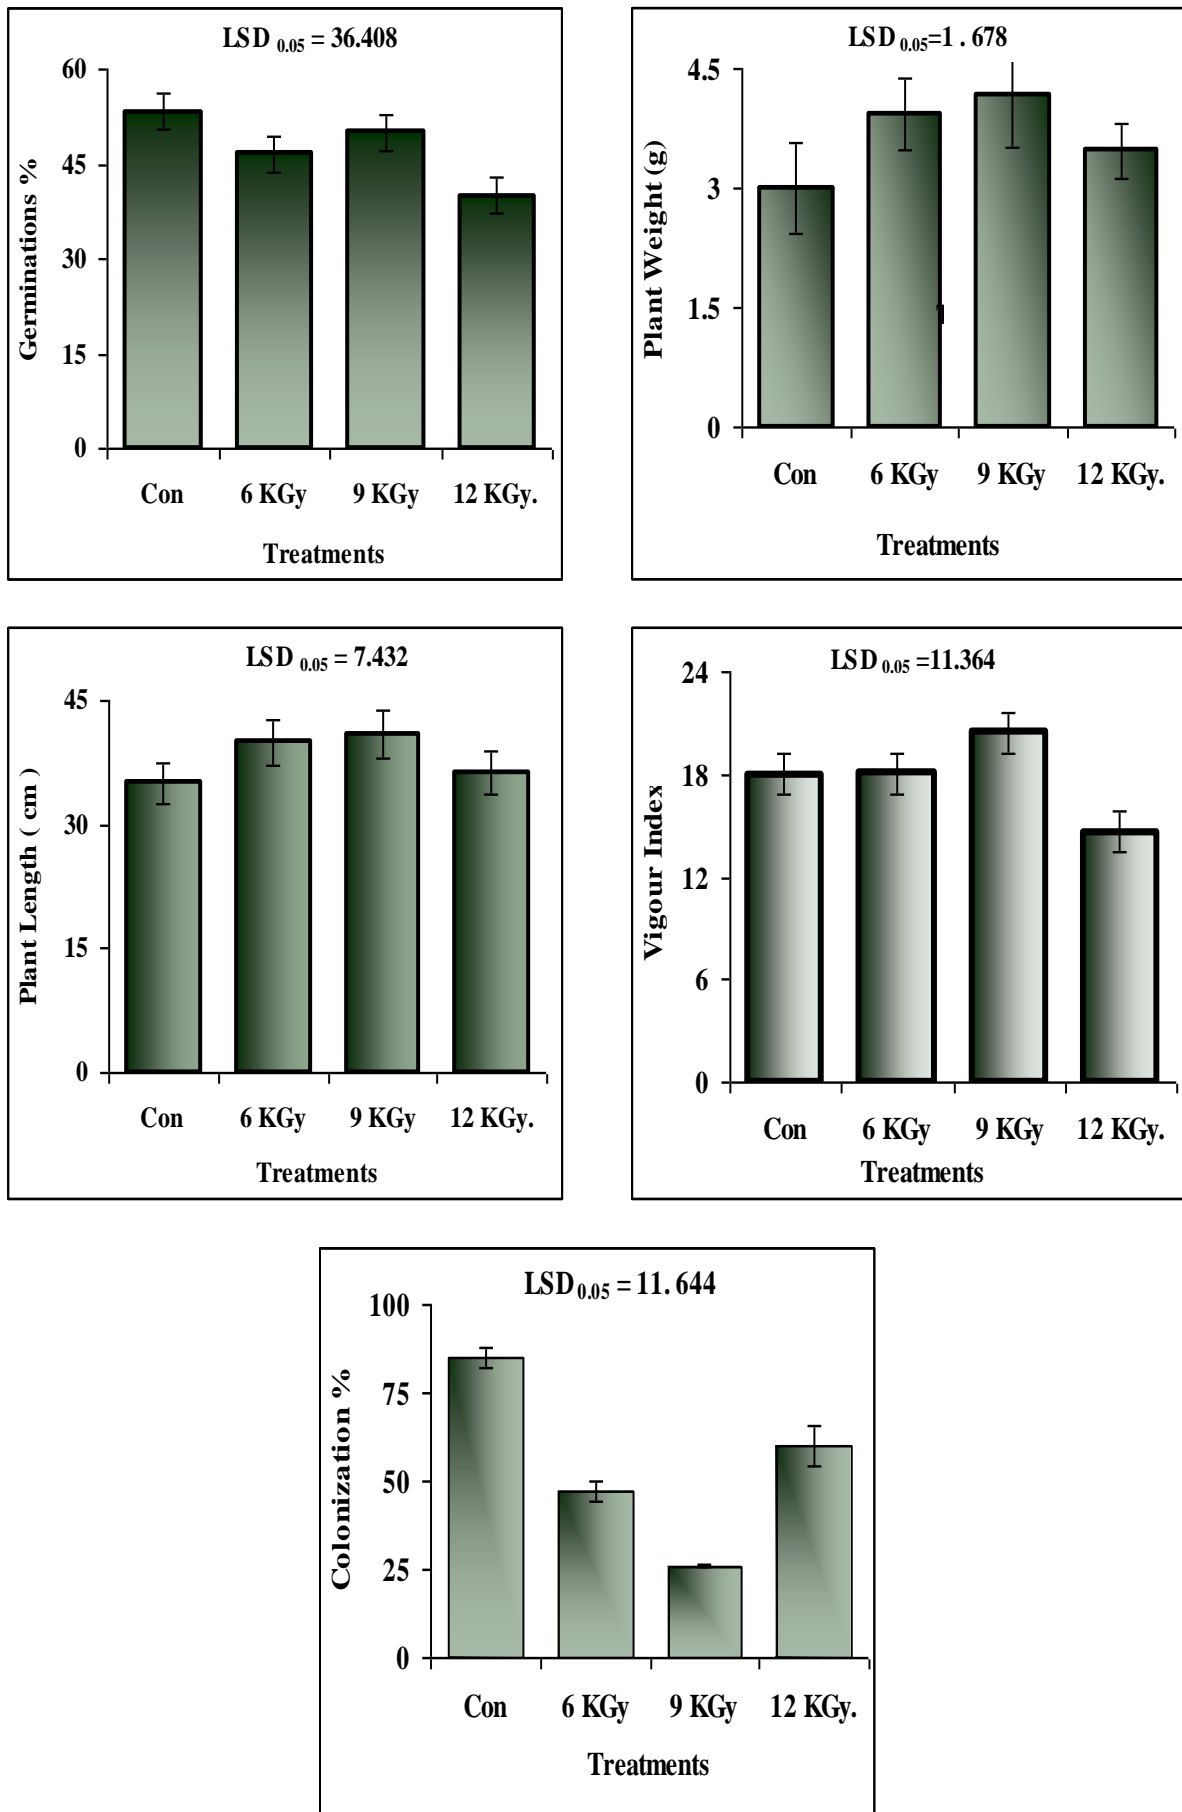 LSD 0.05 = 36.408
60
45
30
15
0
Germinations %
Con 6 KGy 9 KGy 12 KGy.
Treatments
LSD 0.05=1 . 678
4.5
3
1.5
0
Plant Weight (g)
Con 6 KGy 9 KGy 12 KGy.
Treatments
LSD 0.05 = 7.432
45
30
15
0
Plant Length ( cm )
Con 6 KGy 9 KGy 12 KGy.
Treatments
LSD 0.05 =11.364
24
18
12
6
0
Vigour Index
Con 6 KGy 9 KGy 12 KGy.
Treatments
LSD0.05 = 11. 644
100
75
50
25
0
Colonization %
Con 6 KGy 9 KGy 12 KGy.
Treatments